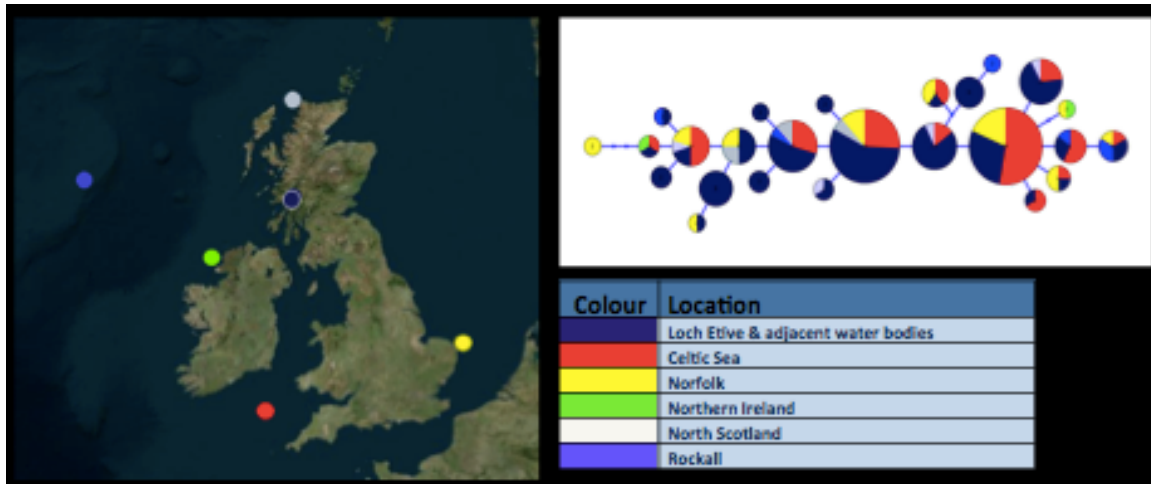 Colour Location
Loch Etive & adjacent water bodies
Celtic Sea
Norfolk
Northern Ireland
North Scotland
Rockall